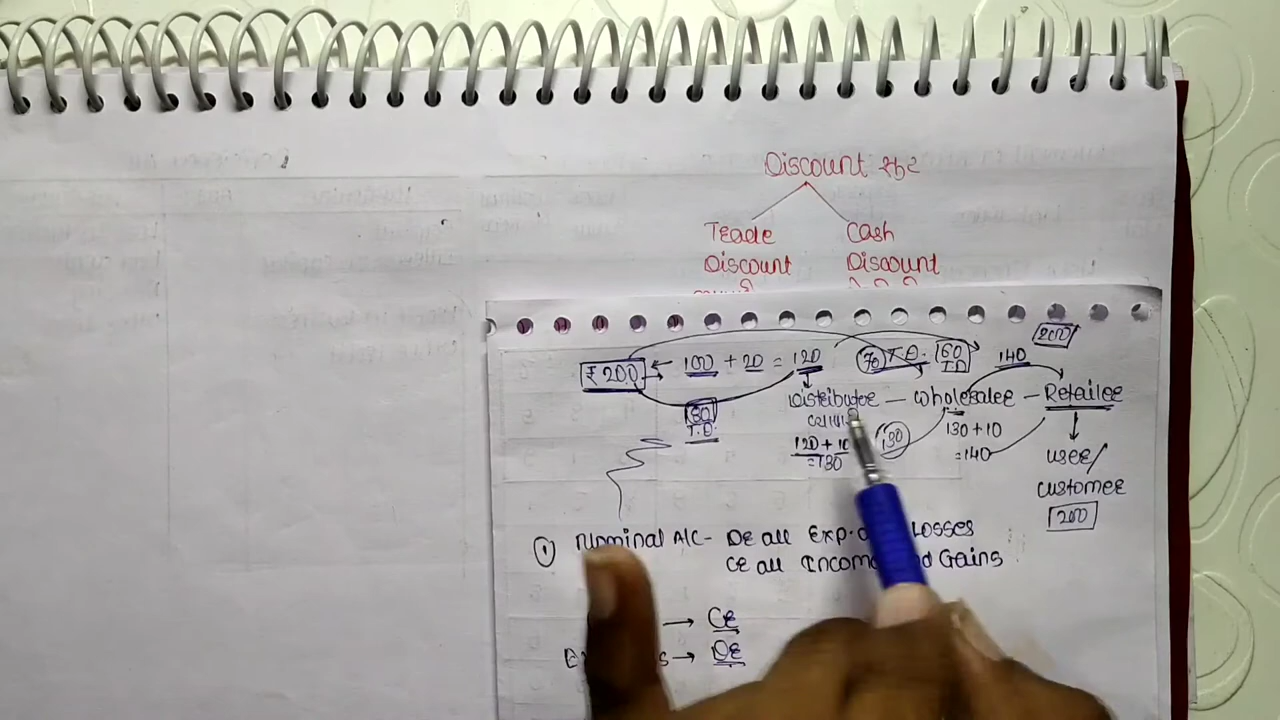 Discount
Trade Cash
Discount Discount
200
₹ 200 100 + 20 = 120 70 T.D. 60 T.D 140
80 T.D.
Distributer — Wholesaler — Retailer
120 + 10 =130
130
130 + 10 =140
user/
customer
200
① Nominal A/C - DR all Exp. Losses
CR all Income Gains
→ CR
→ DR